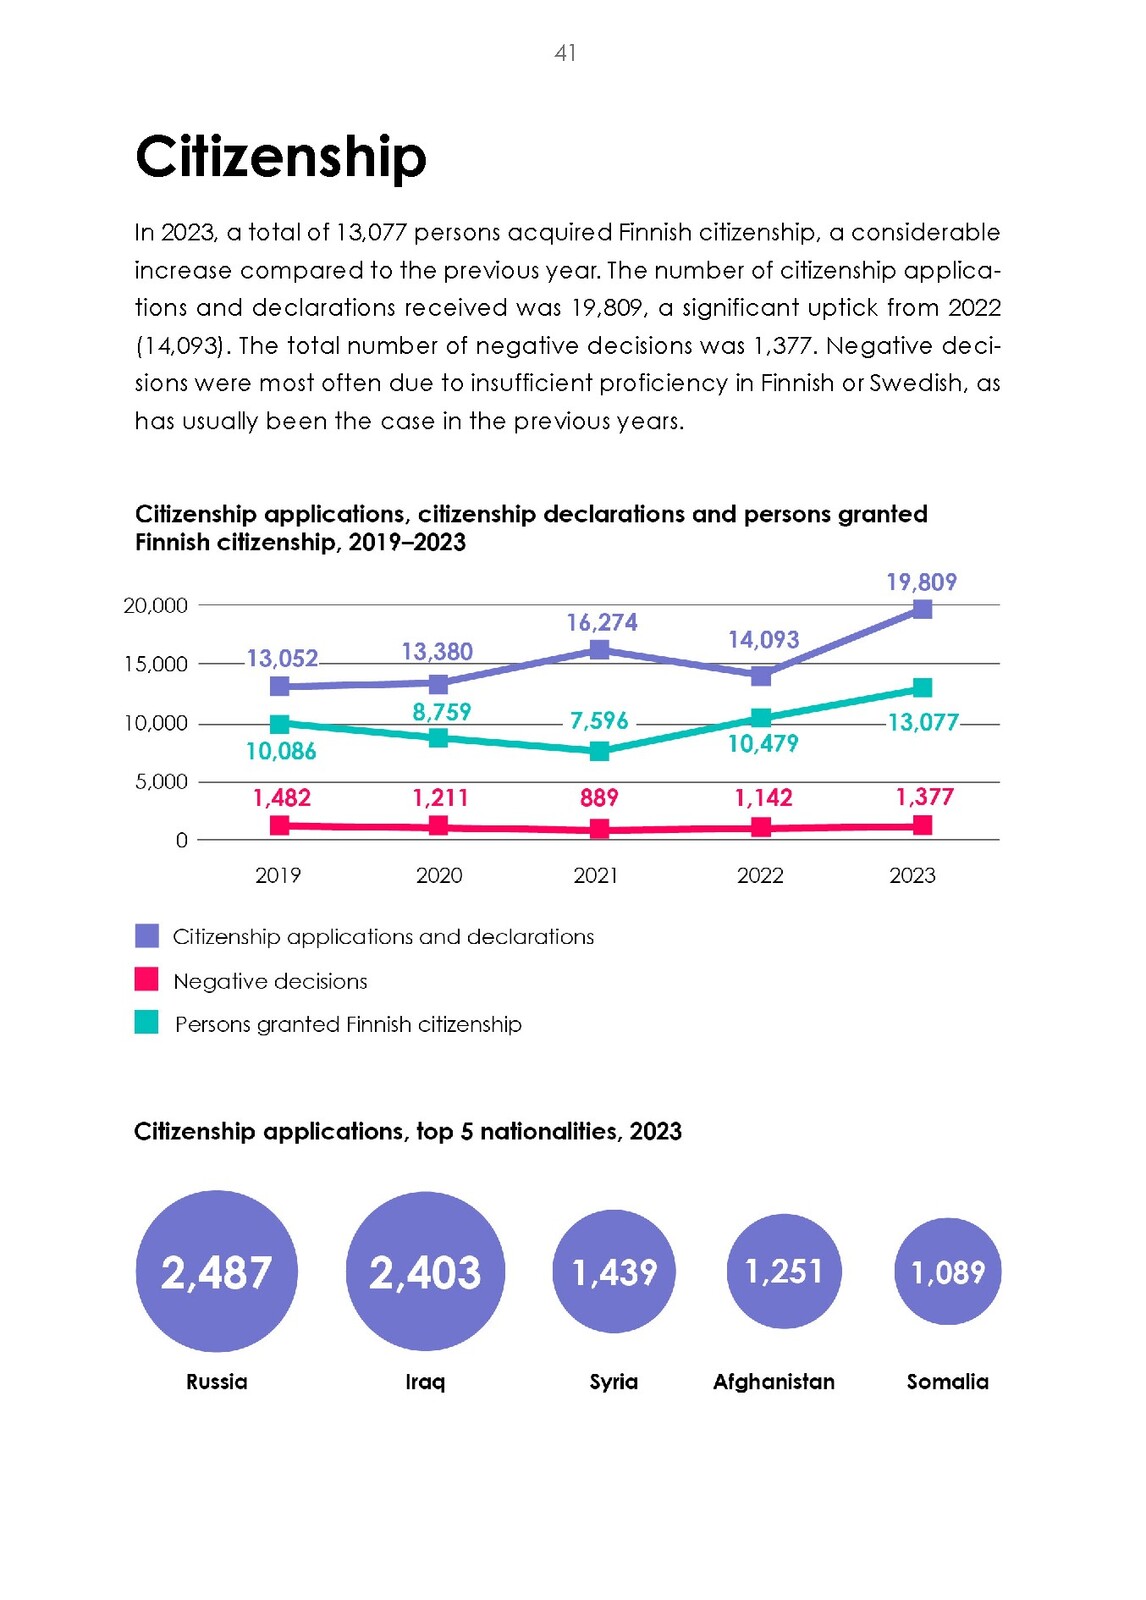 41
Citizenship
In 2023, a total of 13,077 persons acquired Finnish citizenship, a considerable
increase compared to the previous year. The number of citizenship applica-
tions and declarations received was 19,809, a significant uptick from 2022
(14,093). The total number of negative decisions was 1,377. Negative deci-
sions were most often due to insufficient proficiency in Finnish or Swedish, as
has usually been the case in the previous years.
Citizenship applications, citizenship declarations and persons granted
Finnish citizenship, 2019–2023
19,809
20,000
16,274
14,093
13,380
13,052
15,000
8,759
7,596
10,000
13,077
10,479
10,086
5,000
1,482 1,211 889 1,142 1,377
0
2019 2020 2021 2022 2023
Citizenship applications and declarations
Negative decisions
Persons granted Finnish citizenship
Citizenship applications, top 5 nationalities, 2023
2,487 2,403 1,439 1,251 1,089
Russia Iraq Syria Afghanistan Somalia